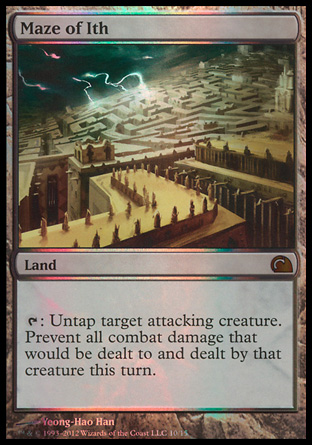 Maze of Ith
Land
: Untap target attacking creature.
Prevent all combat damage that
would be dealt to and dealt by that
creature this turn.
Yeong-Hao Han
™ & © 1993-2012 Wizards of the Coast LLC 10/15